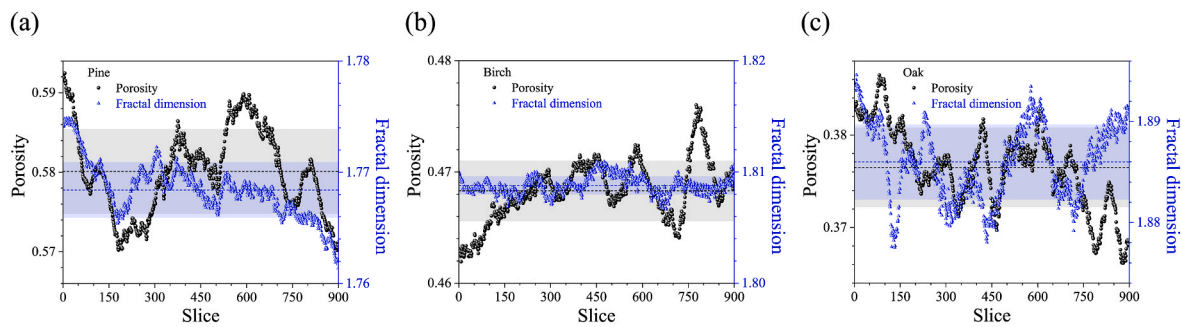 (a)
Pine
Porosity
Fractal dimension
0.59
0.58
0.57
Porosity
1.78
1.77
1.76
Fractal dimension
0 150 300 450 600 750 900
Slice
(b)
Birch
Porosity
Fractal dimension
0.48
0.47
0.46
Porosity
1.82
1.81
1.80
Fractal dimension
0 150 300 450 600 750 900
Slice
(c)
Oak
Porosity
Fractal dimension
0.38
0.37
Porosity
1.89
1.88
Fractal dimension
0 150 300 450 600 750 900
Slice